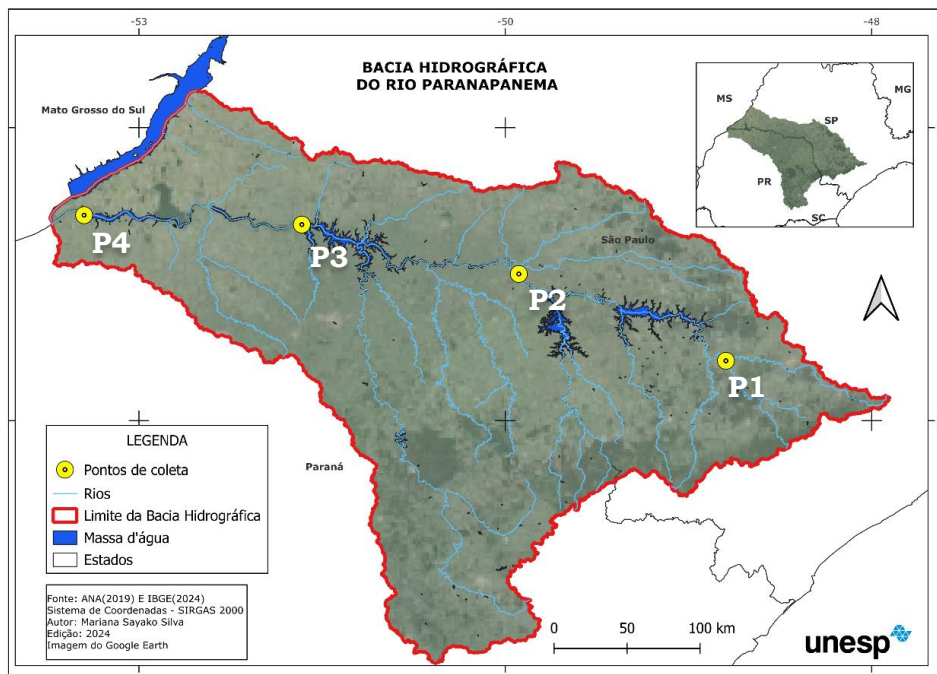 -53
-50
-48
BACIA HIDROGRÁFICA
DO RIO PARANAPANEMA
Mato Grosso do Sul
MS
MG
SP
PR
SC
São Paulo
P4
P3
P2
P1
Paraná
LEGENDA
Pontos de coleta
Rios
Limite da Bacia Hidrográfica
Massa d'água
Estados
Fonte: ANA(2019) E IBGE(2024)
Sistema de Coordenadas - SIRGAS 2000
Autor: Mariana Sayako Silva
Edição: 2024
Imagem do Google Earth
0 50 100 km
unesp